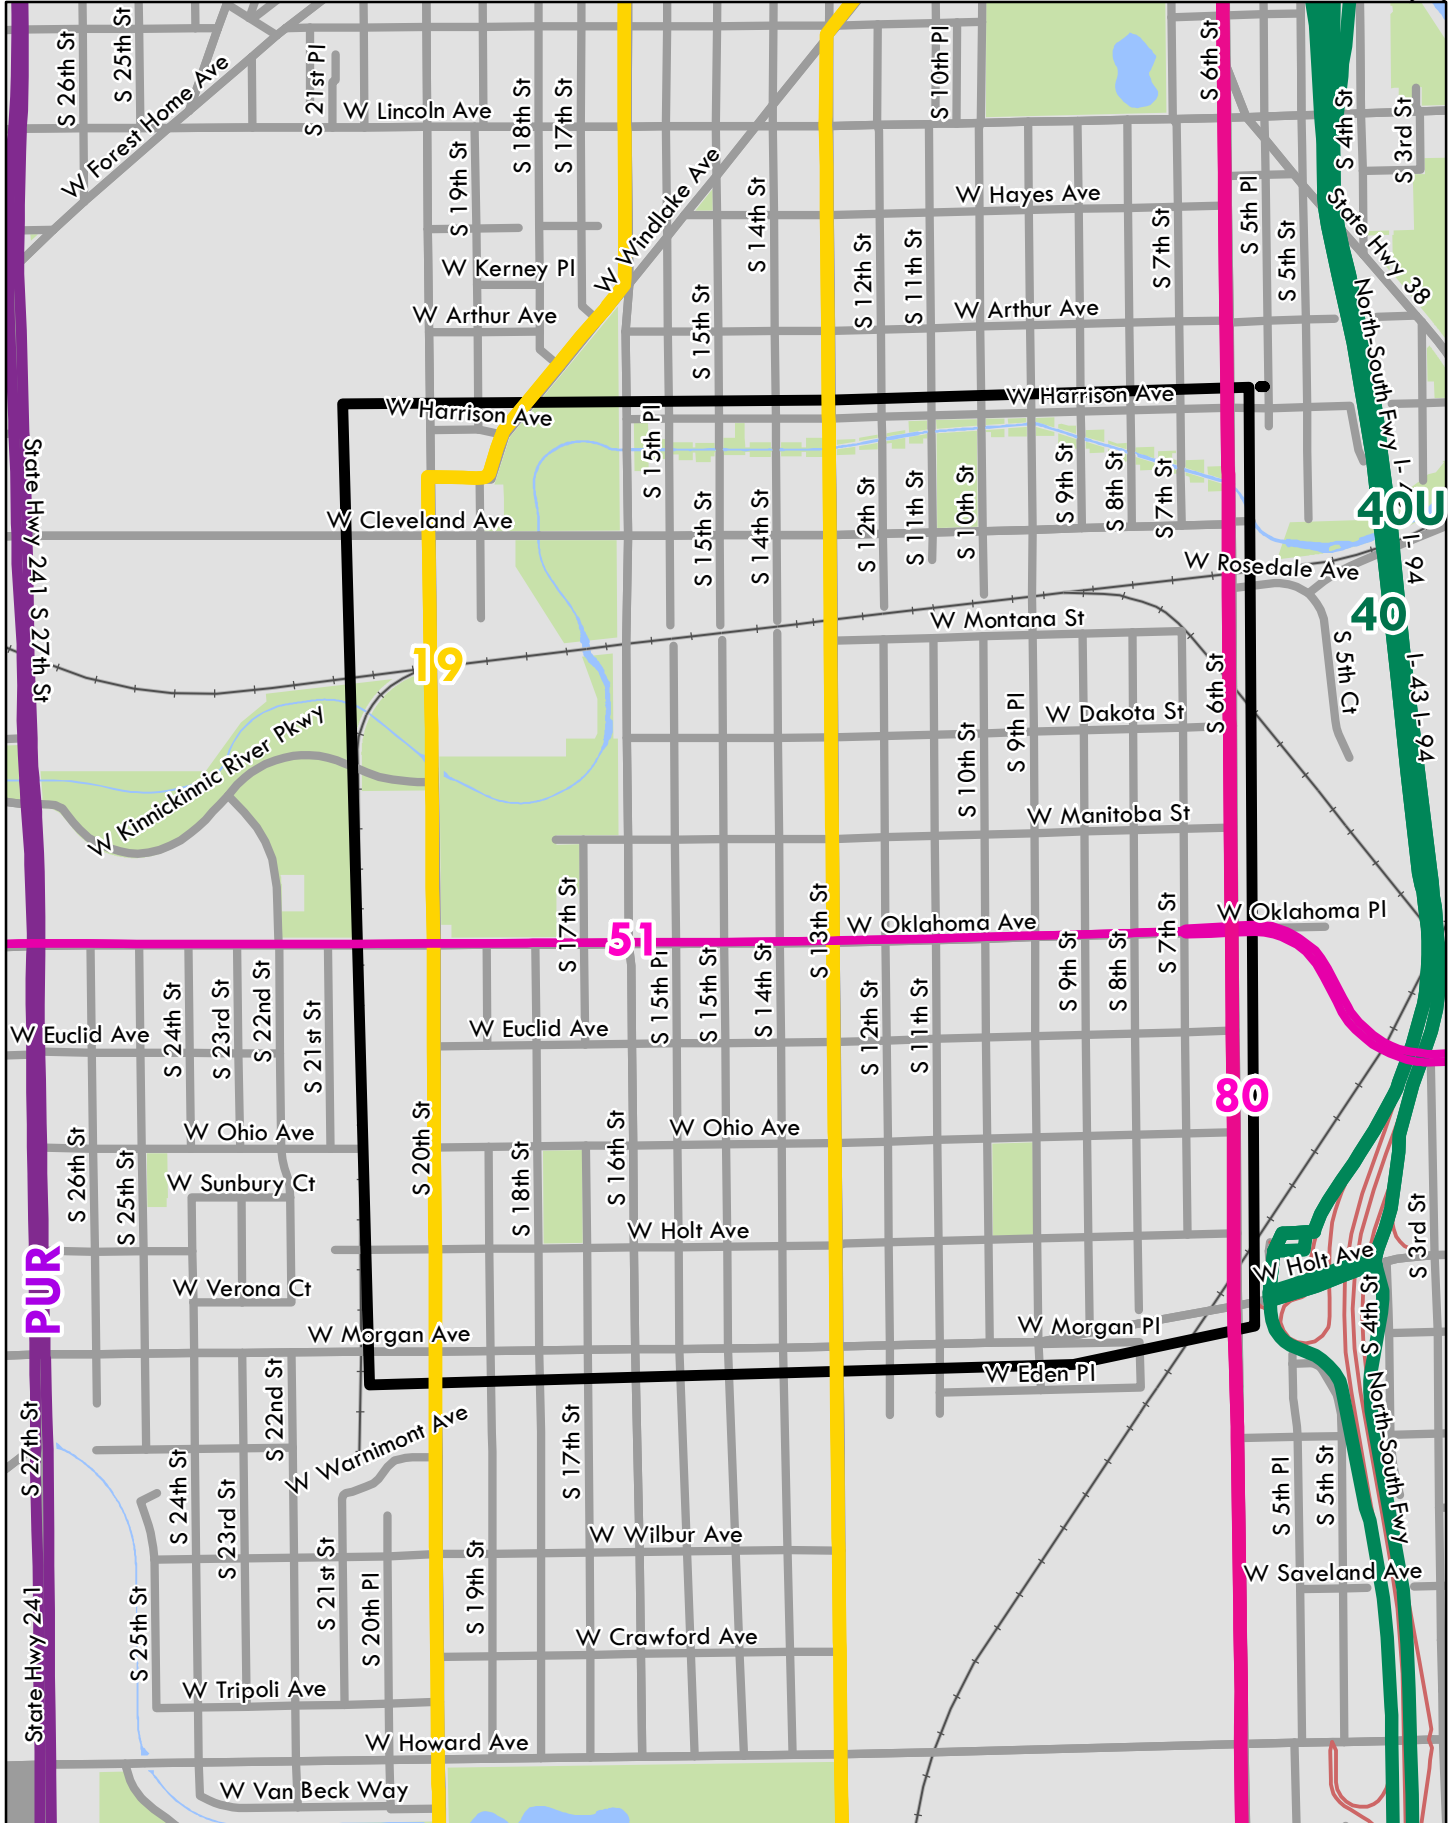 S 26th St
S 25th St
S 21st Pl
S 10th Pl
S 6th St
W Forest Home Ave
W Lincoln Ave
S 18th St
S 17th St
S 4th St
S 3rd St
S 19th St
W Windlake Ave
S 14th St
W Hayes Ave
S 5th Pl
State Hwy 38
W Kerney Pl
S 12th St
S 11th St
S 7th St
S 5th St
W Arthur Ave
S 15th St
W Arthur Ave
North-South Fwy
W Harrison Ave
W Harrison Ave
S 15th Pl
State Hwy 241 S 27th St
W Cleveland Ave
S 15th St
S 14th St
S 12th St
S 11th St
S 10th St
S 9th St
S 8th St
S 7th St
40U
I- 94
W Rosedale Ave
40
W Montana St
S 5th Ct
19
S 6th St
I- 43 I- 94
W Kinnickinnic River Pkwy
S 10th St
S 9th Pl
W Dakota St
W Manitoba St
S 17th St
51
S 13th St
W Oklahoma Ave
S 7th St
W Oklahoma Pl
S 15th Pl
S 15th St
S 14th St
S 12th St
S 11th St
S 9th St
S 8th St
W Euclid Ave
S 24th St
S 23rd St
S 22nd St
S 21st St
W Euclid Ave
80
W Ohio Ave
S 20th St
S 16th St
W Ohio Ave
S 26th St
S 25th St
W Sunbury Ct
S 18th St
W Holt Ave
W Holt Ave
S 3rd St
PUR
W Verona Ct
W Morgan Ave
W Morgan Pl
S 4th St
W Eden Pl
S 27th St
S 22nd St
W Warnimont Ave
S 17th St
North-South Fwy
S 24th St
S 23rd St
S 5th Pl
S 5th St
W Wilbur Ave
S 21st St
S 20th Pl
S 19th St
W Saveland Ave
State Hwy 241
S 25th St
W Crawford Ave
W Tripoli Ave
W Howard Ave
W Van Beck Way